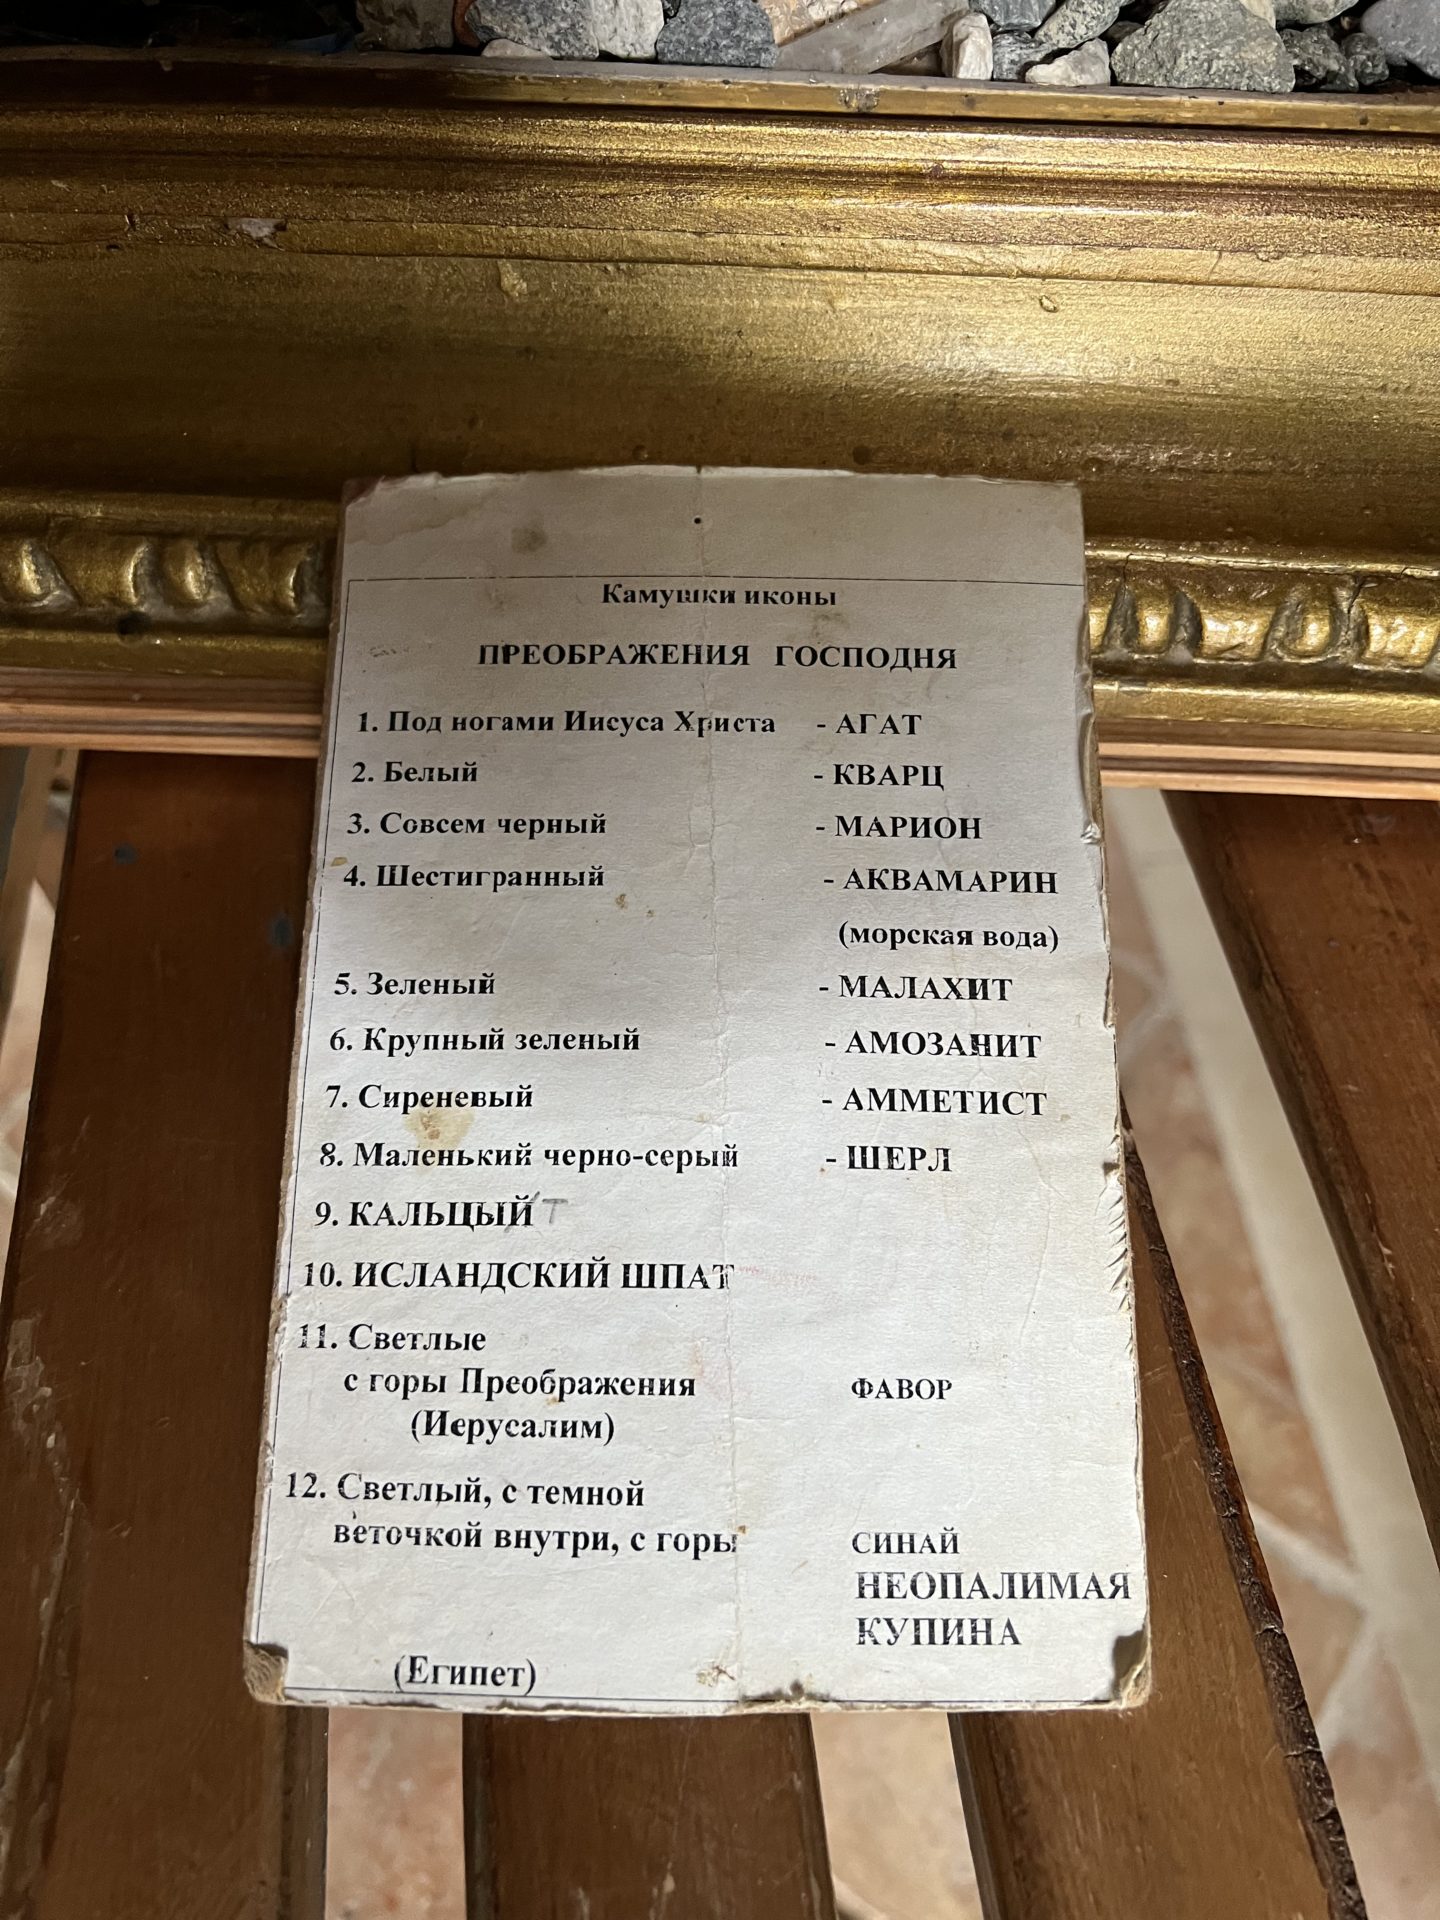 Камушки иконы
ПРЕОБРАЖЕНИЯ ГОСПОДНЯ
1. Под ногами Иисуса Христа - АГАТ
2. Белый - КВАРЦ
3. Совсем черный - МАРИОН
4. Шестигранный - АКВАМАРИН
(морская вода)
5. Зеленый - МАЛАХИТ
6. Крупный зеленый - АМОЗАНИТ
7. Сиреневый - АММЕТИСТ
8. Маленький черно-серый - ШЕРЛ
9. КАЛЬЦЫЙ Т
10. ИСЛАНДСКИЙ ШПАТ
11. Светлые
с горы Преображения ФАВОР
(Иерусалим)
12. Светлый, с темной
веточкой внутри, с горы СИНАЙ
НЕОПАЛИМАЯ
КУПИНА
(Египет)